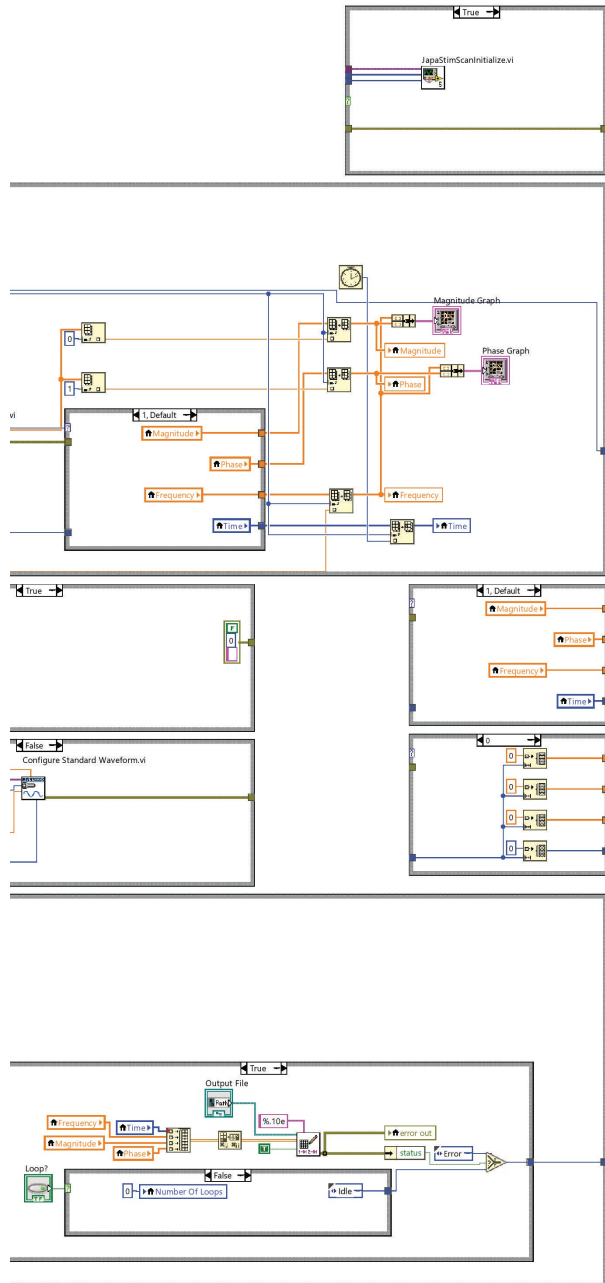 True
JapaStimScanInitialize.vi
Magnitude Graph
0
Magnitude
Phase Graph
1
Phase
vi
1, Default
Magnitude
Phase
Frequency
Frequency
Time
Time
True
F
0
1, Default
Magnitude
Phase
Frequency
Time
False
Configure Standard Waveform.vi
0
0
0
0
0
True
Output File
Path
%.10e
Frequency
Time
Magnitude
Phase
T
error out
status
Error
Loop?
TF
False
0
Number Of Loops
Idle